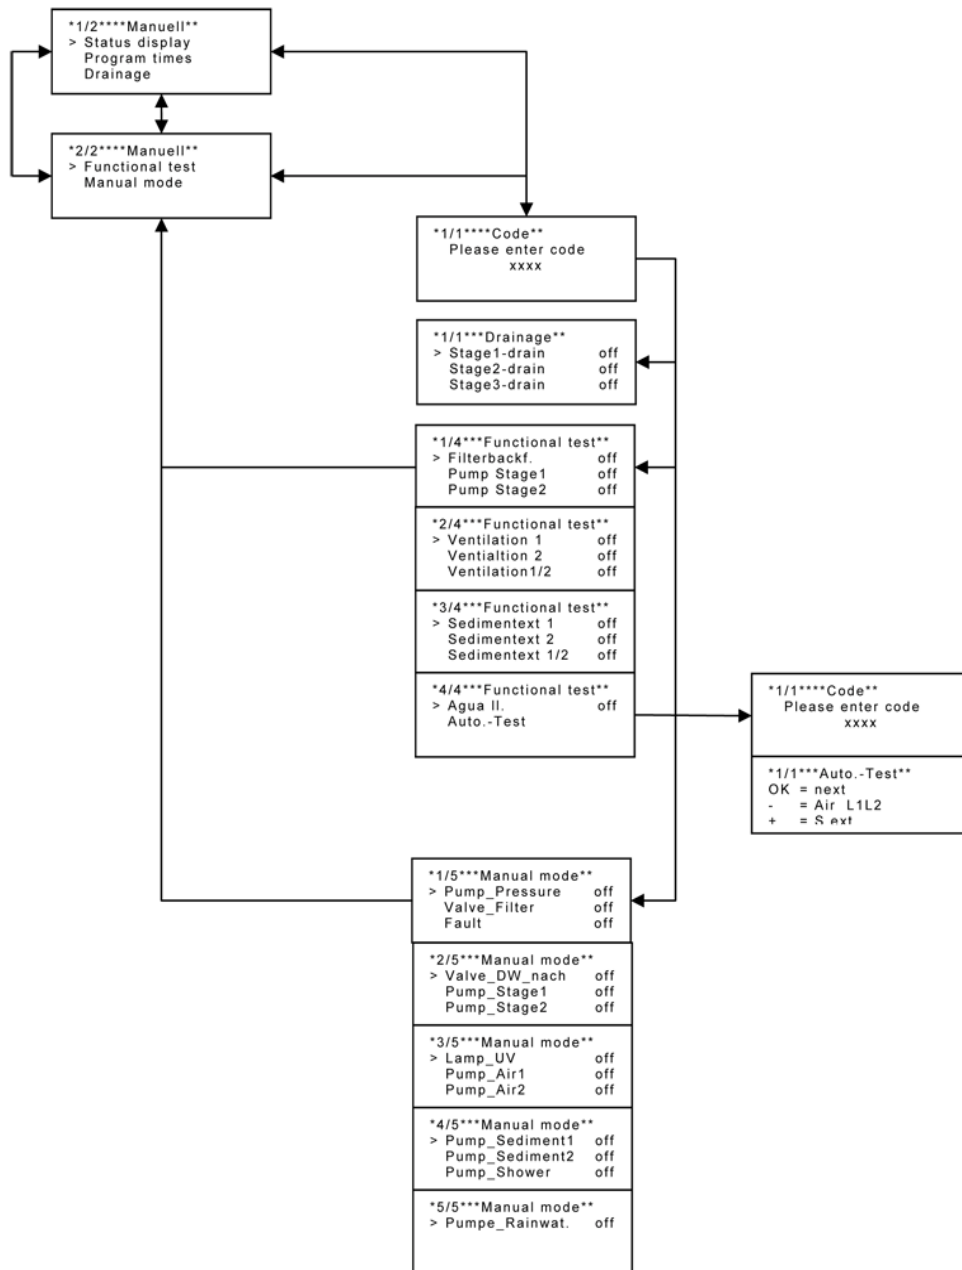 *1/2****Manuell**
> Status display
Program times
Drainage
*2/2****Manuell**
> Functional test
Manual mode
*1/1****Code**
Please enter code
xxxx
*1/1***Drainage**
> Stage1-drain off
Stage2-drain off
Stage3-drain off
*1/4***Functional test**
> Filterbackf. off
Pump Stage1 off
Pump Stage2 off
*2/4***Functional test**
> Ventilation 1 off
Ventialtion 2 off
Ventilation1/2 off
*3/4***Functional test**
> Sedimentext 1 off
Sedimentext 2 off
Sedimentext 1/2 off
*4/4***Functional test**
> Agua II. off
Auto.-Test
*1/1****Code**
Please enter code
xxxx
*1/1***Auto.-Test**
OK = next
- = Air L1L2
+ = S ext
*1/5***Manual mode**
> Pump_Pressure off
Valve_Filter off
Fault off
*2/5***Manual mode**
> Valve_DW_nach off
Pump_Stage1 off
Pump_Stage2 off
*3/5***Manual mode**
> Lamp_UV off
Pump_Air1 off
Pump_Air2 off
*4/5***Manual mode**
> Pump_Sediment1 off
Pump_Sediment2 off
Pump_Shower off
*5/5***Manual mode**
> Pumpe_Rainwat. off